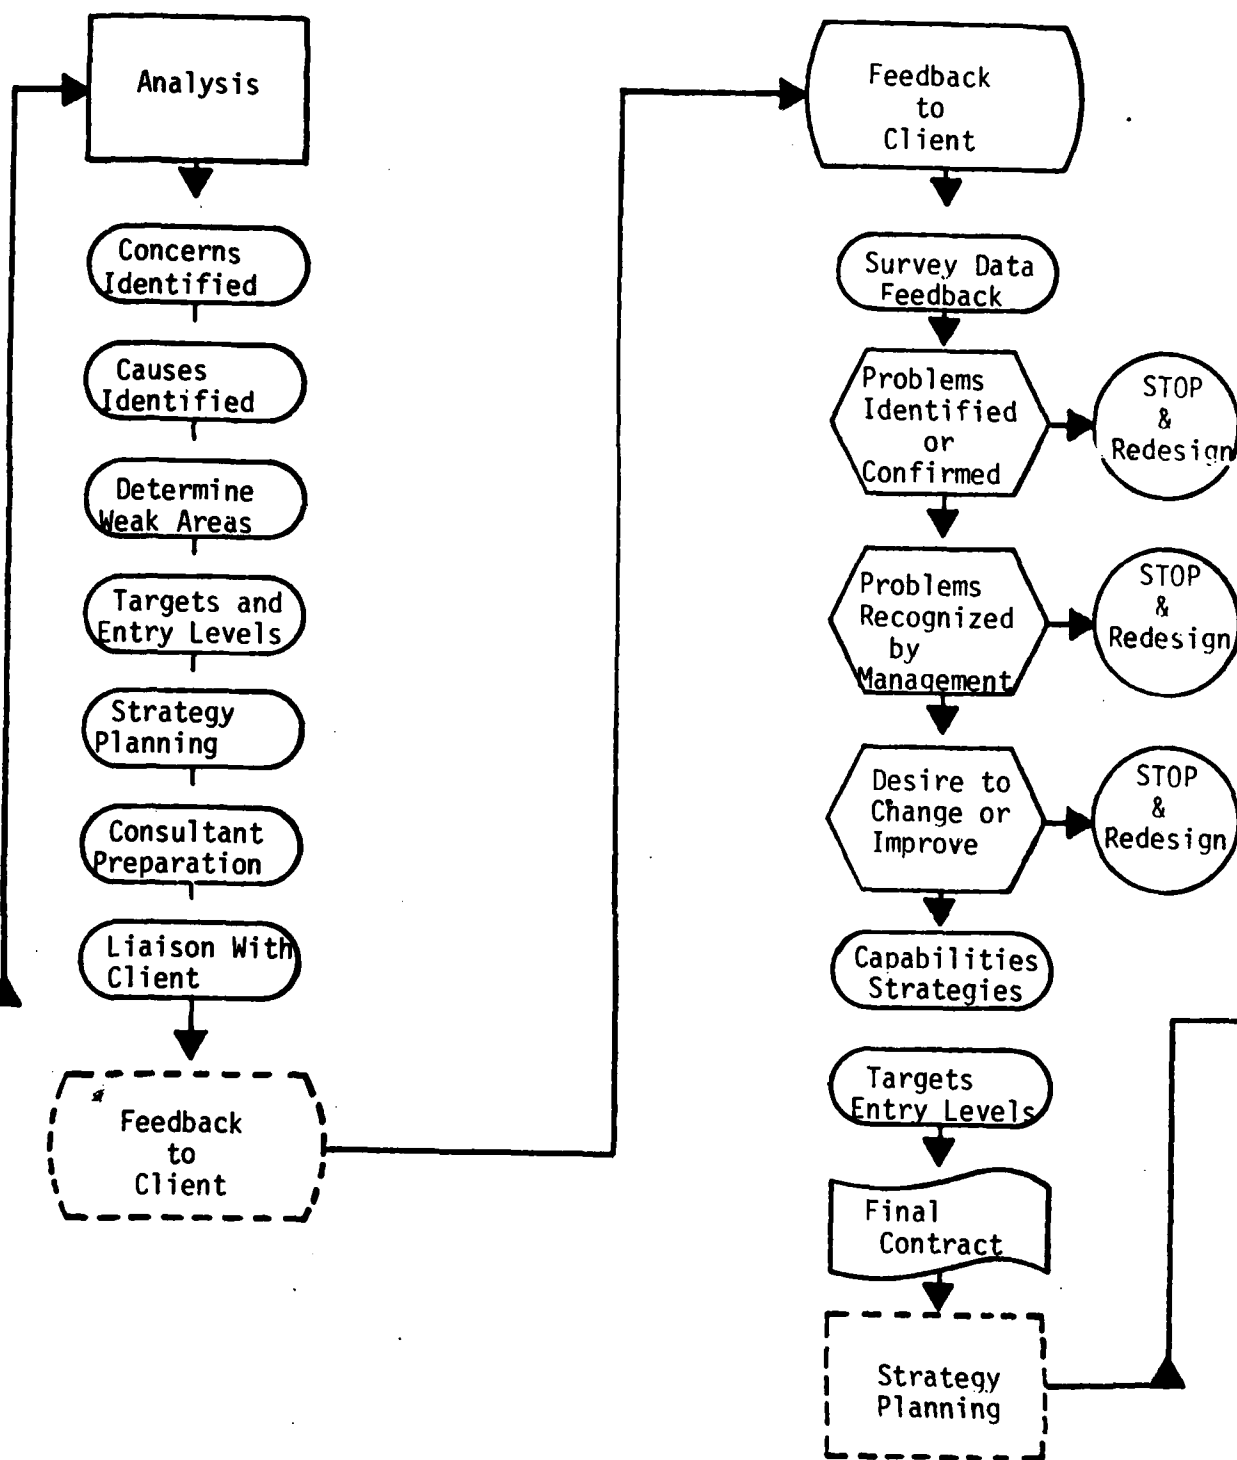 Analysis
Concerns
Identified
Causes
Identified
Determine
Weak Areas
Targets and
Entry Levels
Strategy
Planning
Consultant
Preparation
Liaison With
Client
Feedback
to
Client
Feedback
to
Client
Survey Data
Feedback
Problems
Identified
or
Confirmed
STOP
&
Redesign
Problems
Recognized
by
Management
STOP
&
Redesign
Desire to
Change or
Improve
STOP
&
Redesign
Capabilities
Strategies
Targets
Entry Levels
Final
Contract
Strategy
Planning